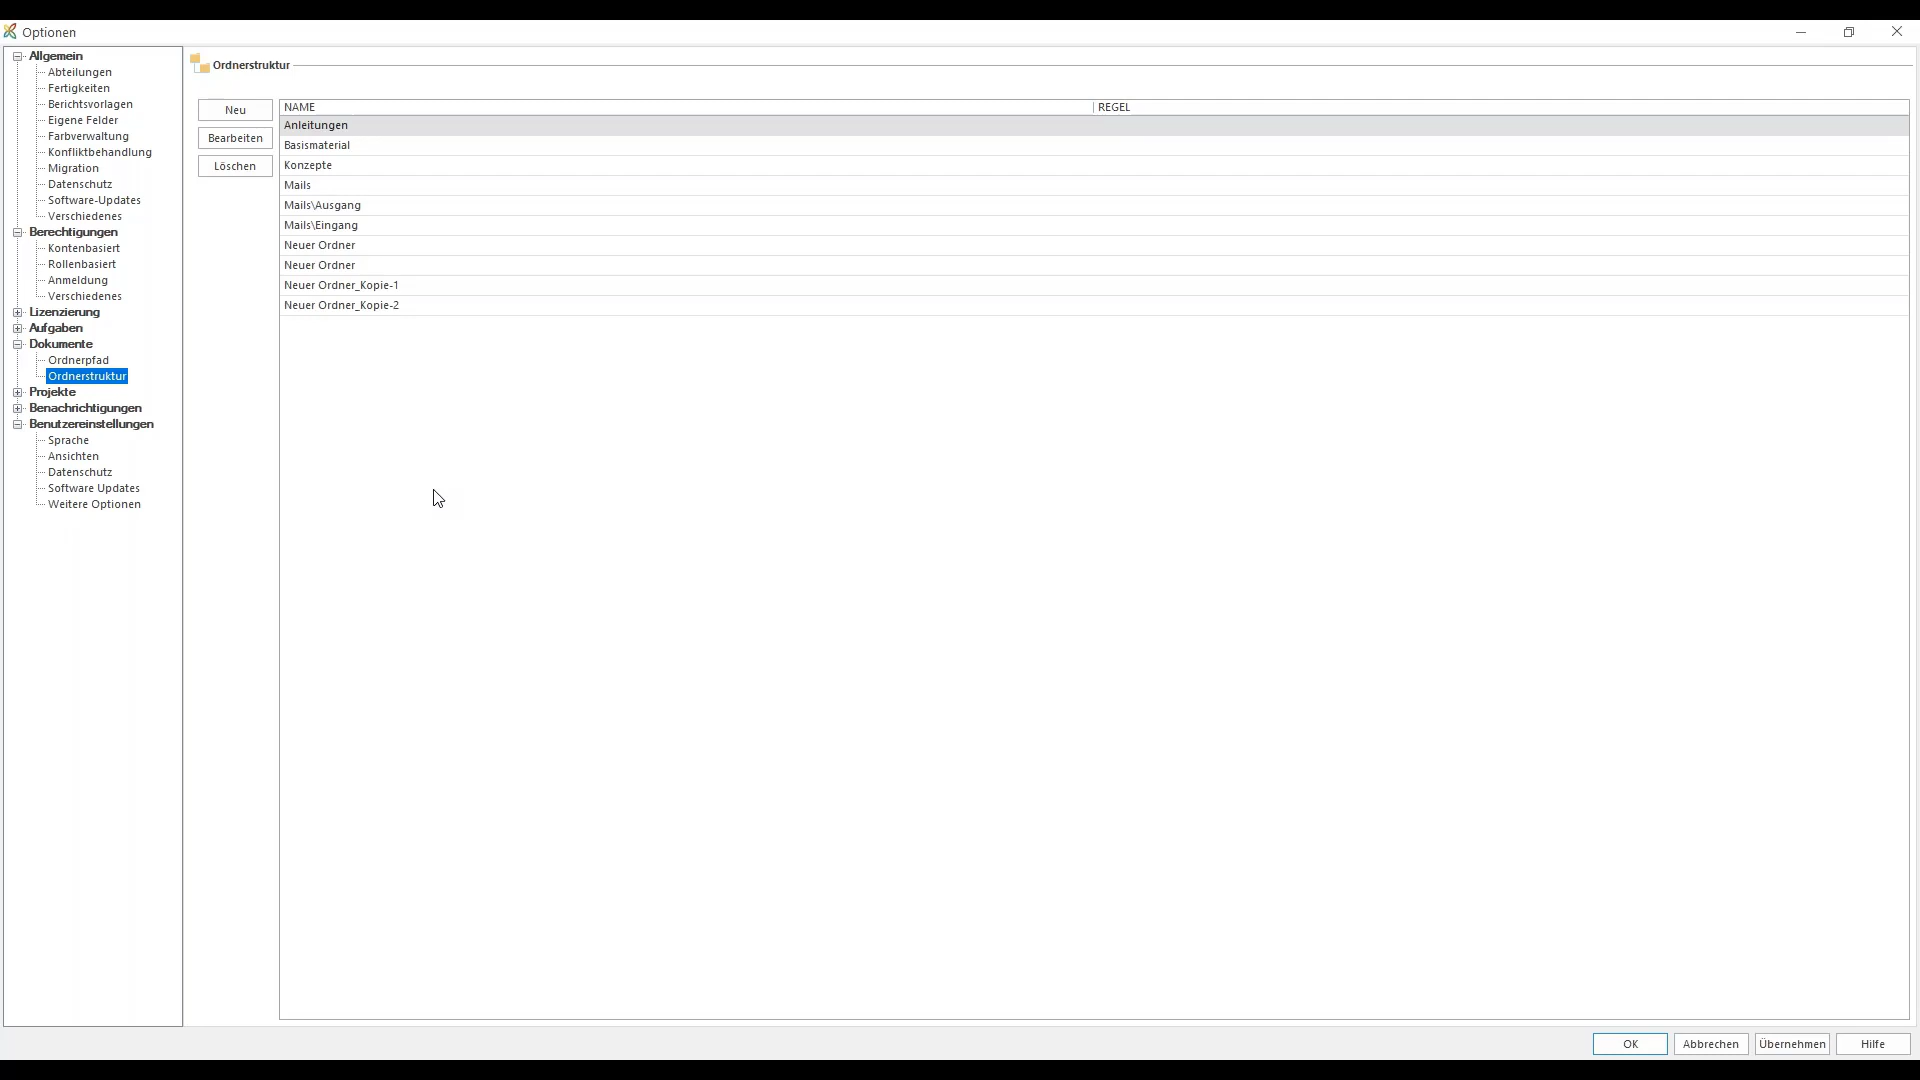 Optionen
Allgemein
Abteilungen
Fertigkeiten
Berichtsvorlagen
Eigene Felder
Farbverwaltung
Konfliktbehandlung
Migration
Datenschutz
Software-Updates
Verschiedenes
Berechtigungen
Kontenbasiert
Rollenbasiert
Anmeldung
Verschiedenes
Lizenzierung
Aufgaben
Dokumente
Ordnerpfad
Ordnerstruktur
Projekte
Benachrichtigungen
Benutzereinstellungen
Sprache
Ansichten
Datenschutz
Software Updates
Weitere Optionen
Ordnerstruktur
Neu
Bearbeiten
Löschen
NAME REGEL
Anleitungen
Basismaterial
Konzepte
Mails
Mails\Ausgang
Mails\Eingang
Neuer Ordner
Neuer Ordner
Neuer Ordner_Kopie-1
Neuer Ordner_Kopie-2
OK Abbrechen Übernehmen Hilfe